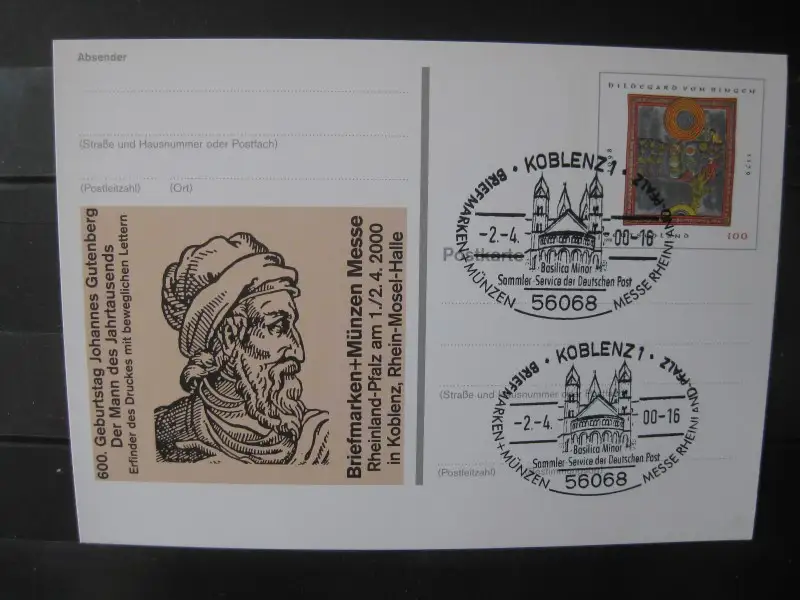 Absender
(Straße und Hausnummer oder Postfach)
(Postleitzahl) (Ort)
600. Geburtstag Johannes Gutenberg
Der Mann des Jahrtausends
Erfinder des Druckes mit beweglichen Lettern
Briefmarken+Münzen Messe
Rheinland-Pfalz am 1./2.4. 2000
in Koblenz, Rhein-Mosel-Halle
HILDEGARD VON BINGEN
1179
100
Postkarte
KOBLENZ 1
BRIEFMARKEN+MÜNZEN MESSE RHEINLAND-PFALZ
-2.-4. 00-16
Basilica Minor
Sammler-Service der Deutschen Post
56068
(Straße und Hausnummer oder
KOBLENZ 1
BRIEFMARKEN+MÜNZEN MESSE RHEINLAND-PFALZ
-2.-4. 00-16
Basilica Minor
Sammler-Service der Deutschen Post
56068
(Postleitzahl)